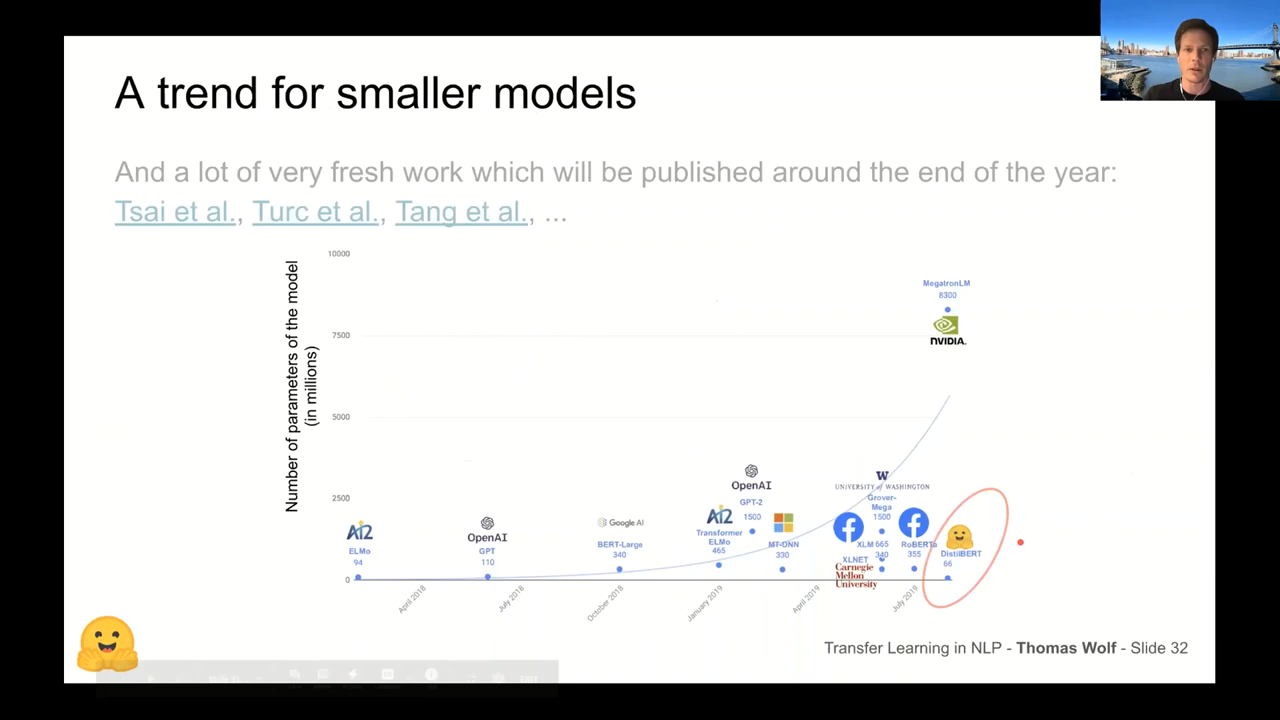 A trend for smaller models
And a lot of very fresh work which will be published around the end of the year:
Tsai et al., Turc et al., Tang et al., ...
Number of parameters of the model
(in millions)
10000
7500
5000
2500
0
MegatronLM
8300
NVIDIA.
W
UNIVERSITY of WASHINGTON
Grover-
Mega
1500
OpenAI
GPT-2
1500
AI2
ELMo
94
OpenAI
GPT
110
Google AI
BERT-Large
340
AI2
Transformer
ELMo
465
MT-DNN
330
XLM 665
XLNET 340
Carnegie
Mellon
University
RoBERTa
355
DistilBERT
66
April 2018
July 2018
October 2018
January 2019
April 2019
July 2019
Transfer Learning in NLP - Thomas Wolf - Slide 32